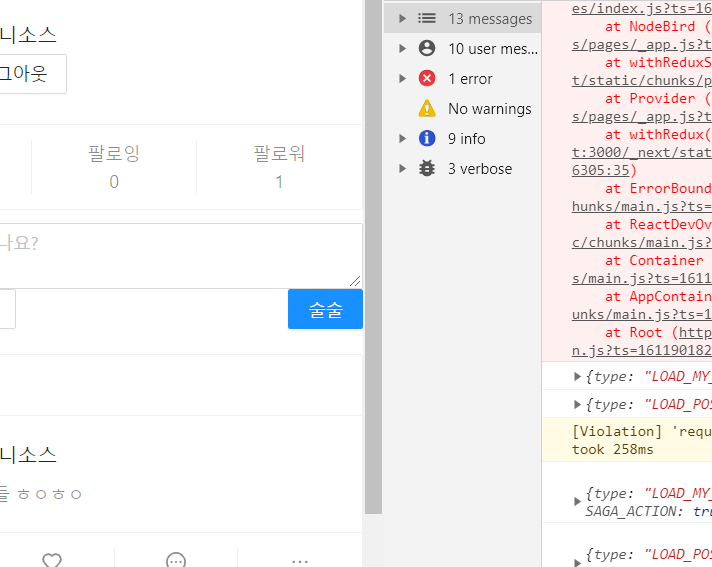 니소스
그아웃
팔로잉
팔로워
0
1
나요?
술술
니소스
들 ㅎㅇㅎㅇ
13 messages
10 user mes...
1 error
No warnings
9 info
3 verbose
es/index.js?ts=16
at NodeBird (
s/pages/_app.js?t
at withReduxS
t/static/chunks/p
at Provider (
s/pages/_app.js?t
at withRedux(
t:3000/_next/stat
6305:35)
at ErrorBound
hunks/main.js?ts=
at ReactDevOv
c/chunks/main.js?
at Container
s/main.js?ts=1611
at AppContain
unks/main.js?ts=1
at Root (http
n.js?ts=161190182
{type: "LOAD_MY_
{type: "LOAD_POS
[Violation] 'requ
took 258ms
{type: "LOAD_MY_
SAGA_ACTION: tru
{type: "LOAD_POS